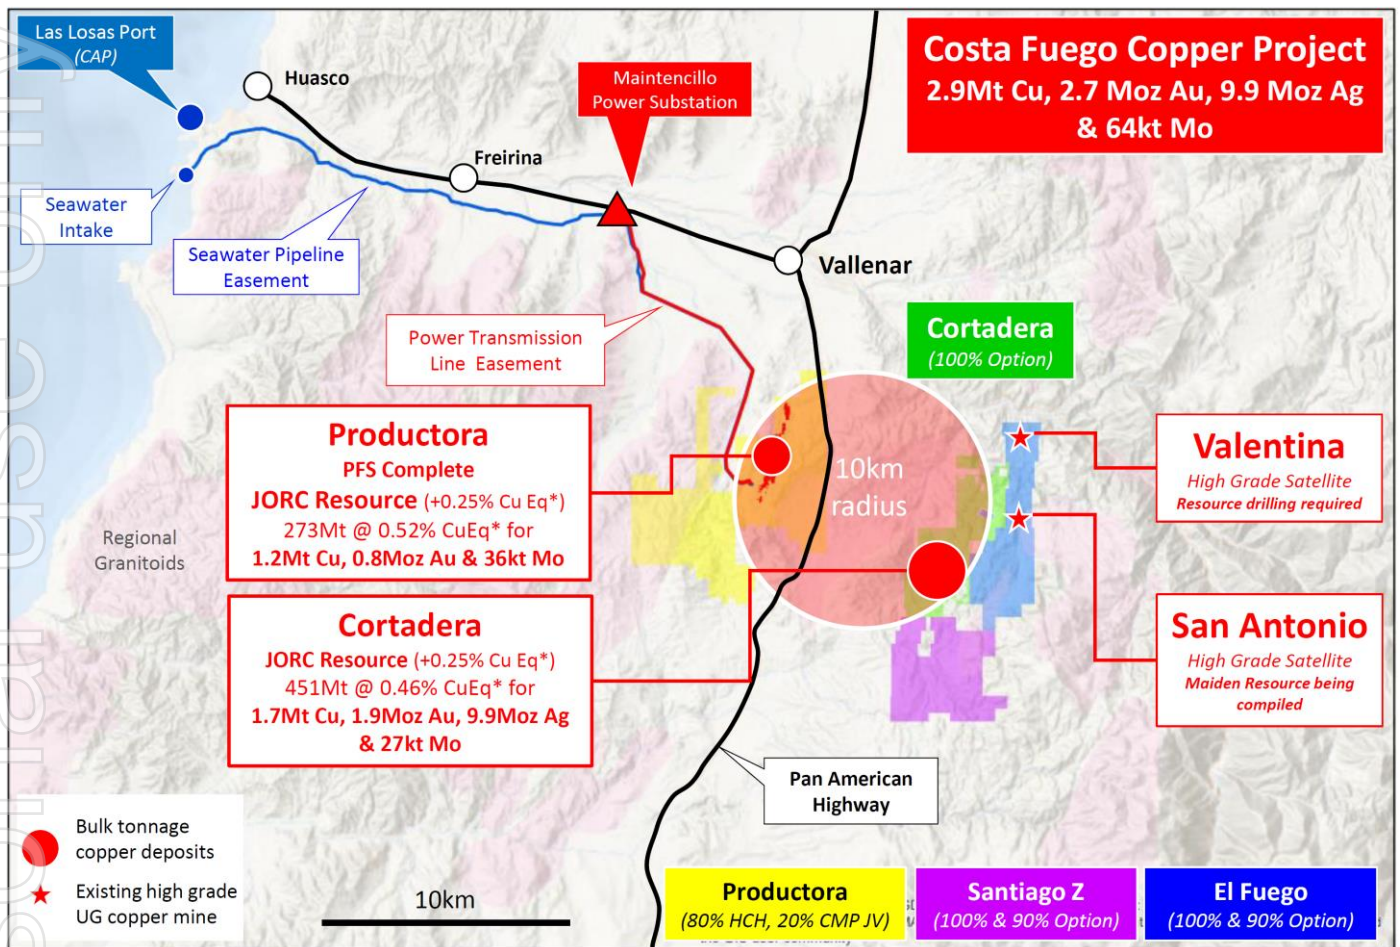 Las Losas Port
(CAP)
Huasco
Maintencillo
Power Substation
Costa Fuego Copper Project
2.9Mt Cu, 2.7 Moz Au, 9.9 Moz Ag
& 64kt Mo
Freirina
Seawater
Intake
Seawater Pipeline
Easement
Vallenar
Power Transmission
Line Easement
Cortadera
(100% Option)
Productora
PFS Complete
JORC Resource (+0.25% Cu Eq*)
273Mt @ 0.52% CuEq* for
1.2Mt Cu, 0.8Moz Au & 36kt Mo
10km
radius
Valentina
High Grade Satellite
Resource drilling required
Regional
Granitoids
Cortadera
JORC Resource (+0.25% Cu Eq*)
451Mt @ 0.46% CuEq* for
1.7Mt Cu, 1.9Moz Au, 9.9Moz Ag
& 27kt Mo
San Antonio
High Grade Satellite
Maiden Resource being
compiled
Pan American
Highway
Bulk tonnage
copper deposits
Existing high grade
UG copper mine
10km
Productora
(80% HCH, 20% CMP JV)
Santiago Z
(100% & 90% Option)
El Fuego
(100% & 90% Option)